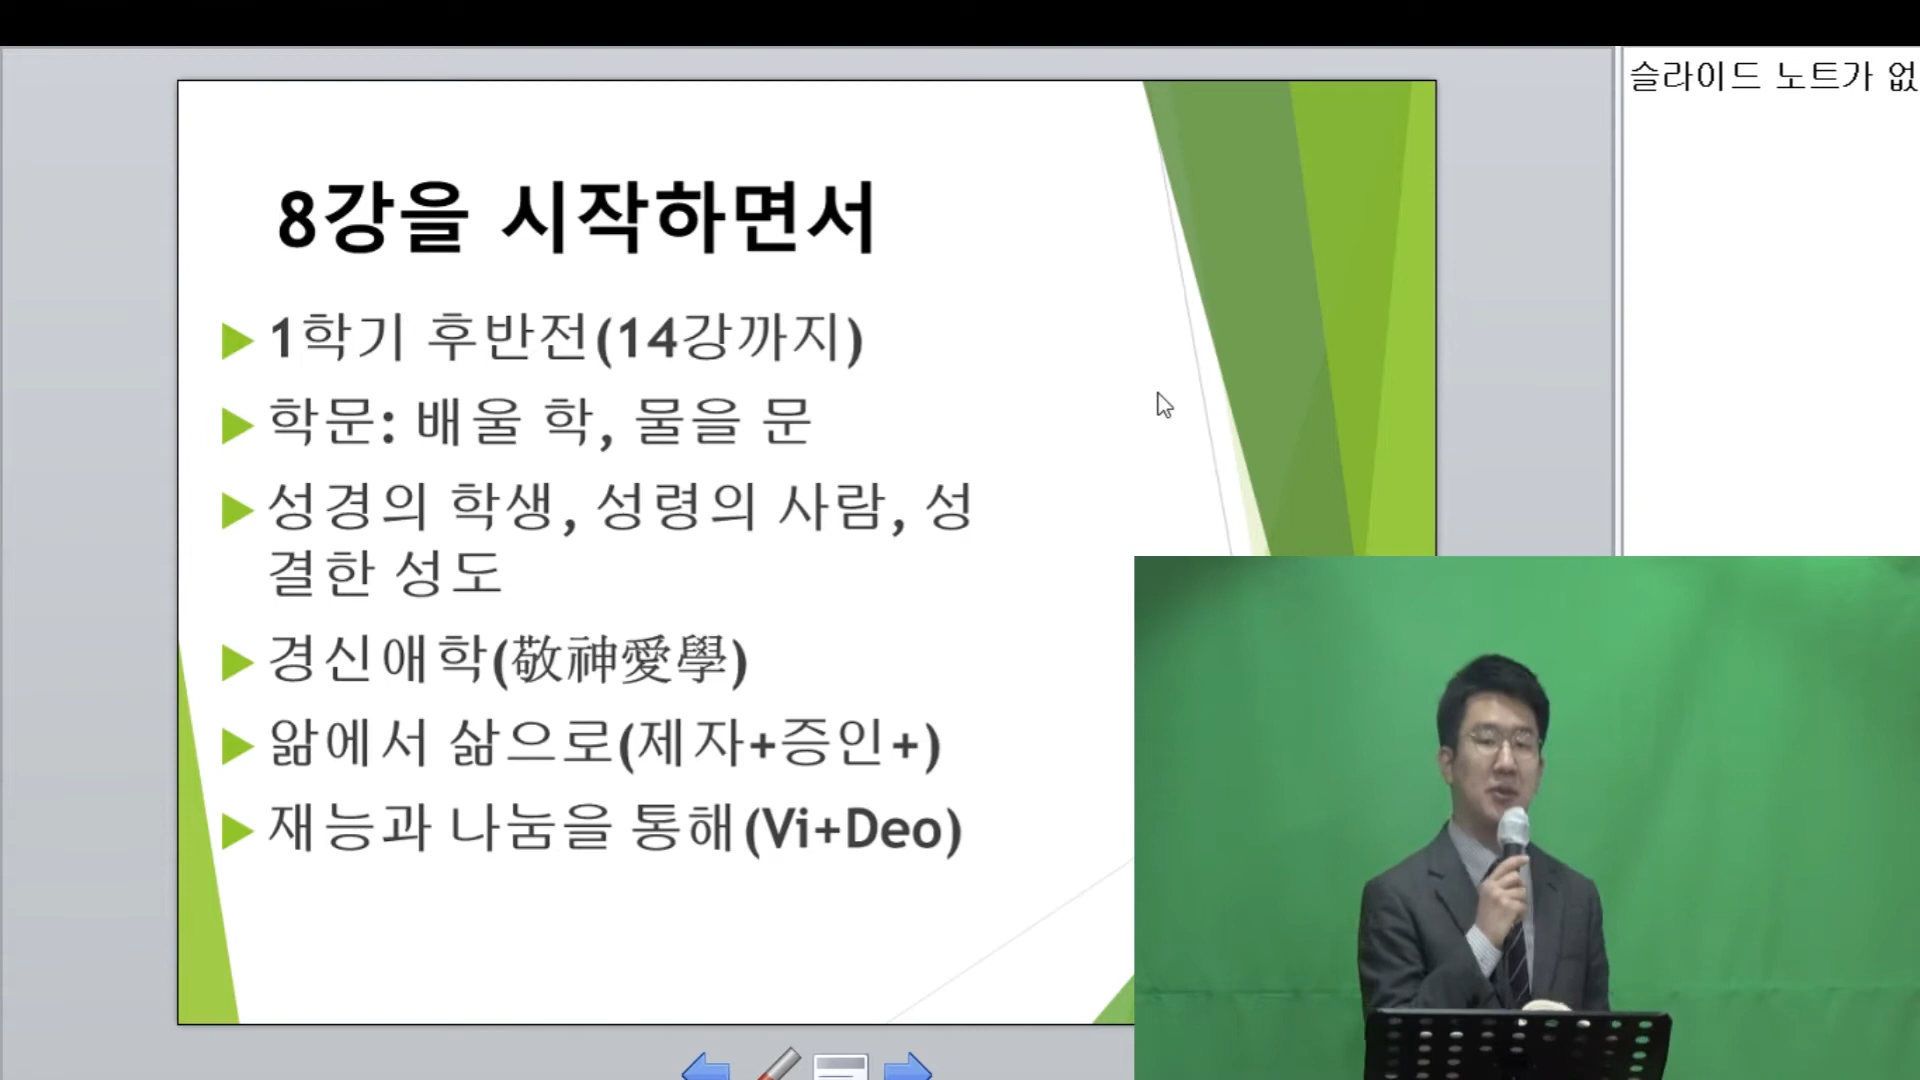 8강을 시작하면서
1학기 후반전(14강까지)
학문: 배울 학, 물을 문
성경의 학생, 성령의 사람, 성
결한 성도
경신애학(敬神愛學)
앎에서 삶으로(제자+증인+)
재능과 나눔을 통해(Vi+Deo)
슬라이드 노트가 없